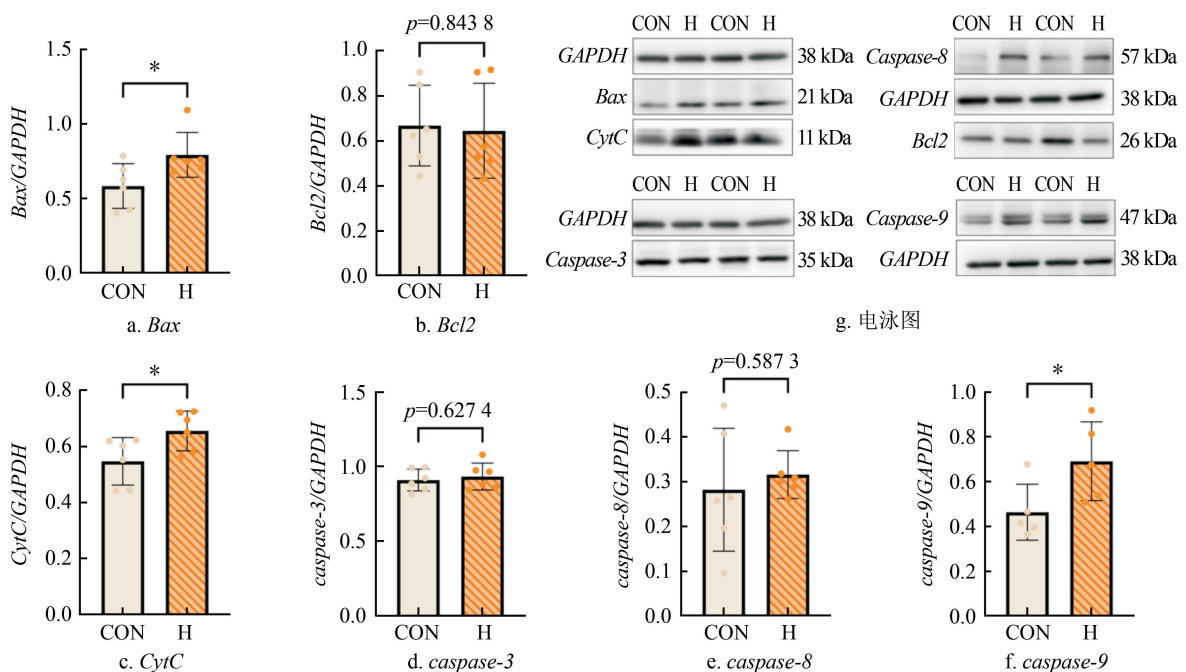 p=0.843 8
*
Bax/GAPDH
1.5
1.0
0.5
0.0
CON H
a. Bax
Bcl2/GAPDH
1.0
0.8
0.6
0.4
0.2
0.0
CON H
b. Bcl2
CON H CON H
GAPDH 38 kDa
Bax 21 kDa
CytC 11 kDa
CON H CON H
GAPDH 38 kDa
Caspase-3 35 kDa
CON H CON H
Caspase-8 57 kDa
GAPDH 38 kDa
Bcl2 26 kDa
CON H CON H
Caspase-9 47 kDa
GAPDH 38 kDa
g. 电泳图
*
CytC/GAPDH
0.8
0.6
0.4
0.2
0.0
CON H
c. CytC
p=0.627 4
caspase-3/GAPDH
1.5
1.0
0.5
0.0
CON H
d. caspase-3
p=0.587 3
caspase-8/GAPDH
0.5
0.4
0.3
0.2
0.1
0.0
CON H
e. caspase-8
*
caspase-9/GAPDH
1.0
0.8
0.6
0.4
0.2
0.0
CON H
f. caspase-9